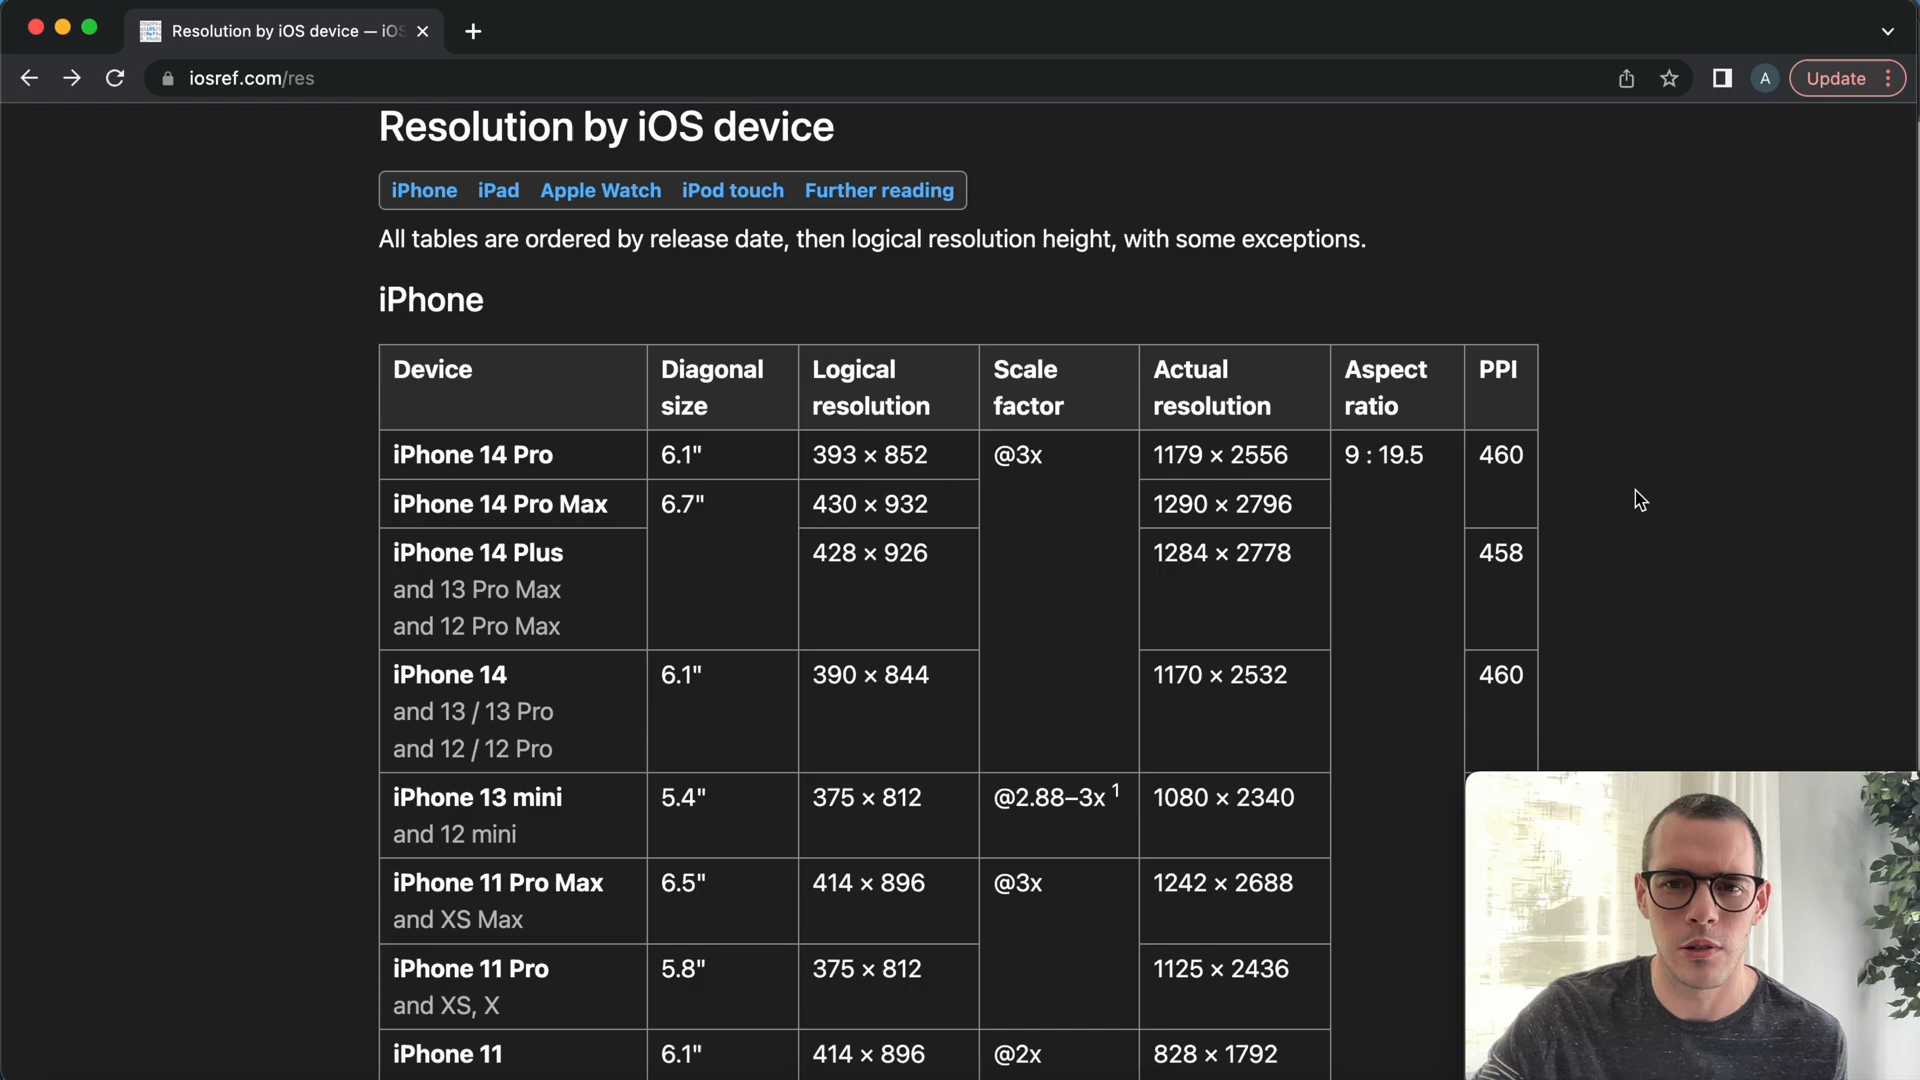 Resolution by iOS device — iOS
iosref.com/res
A
Update
Resolution by iOS device
iPhone iPad Apple Watch iPod touch Further reading
All tables are ordered by release date, then logical resolution height, with some exceptions.
iPhone
Device Diagonal size Logical resolution Scale factor Actual resolution Aspect ratio PPI
iPhone 14 Pro 6.1" 393 × 852 @3x 1179 × 2556 9 : 19.5 460
iPhone 14 Pro Max 6.7" 430 × 932 1290 × 2796
iPhone 14 Plus 428 × 926 1284 × 2778 458
and 13 Pro Max
and 12 Pro Max
iPhone 14 6.1" 390 × 844 1170 × 2532 460
and 13 / 13 Pro
and 12 / 12 Pro
iPhone 13 mini 5.4" 375 × 812 @2.88–3x 1 1080 × 2340
and 12 mini
iPhone 11 Pro Max 6.5" 414 × 896 @3x 1242 × 2688
and XS Max
iPhone 11 Pro 5.8" 375 × 812 1125 × 2436
and XS, X
iPhone 11 6.1" 414 × 896 @2x 828 × 1792